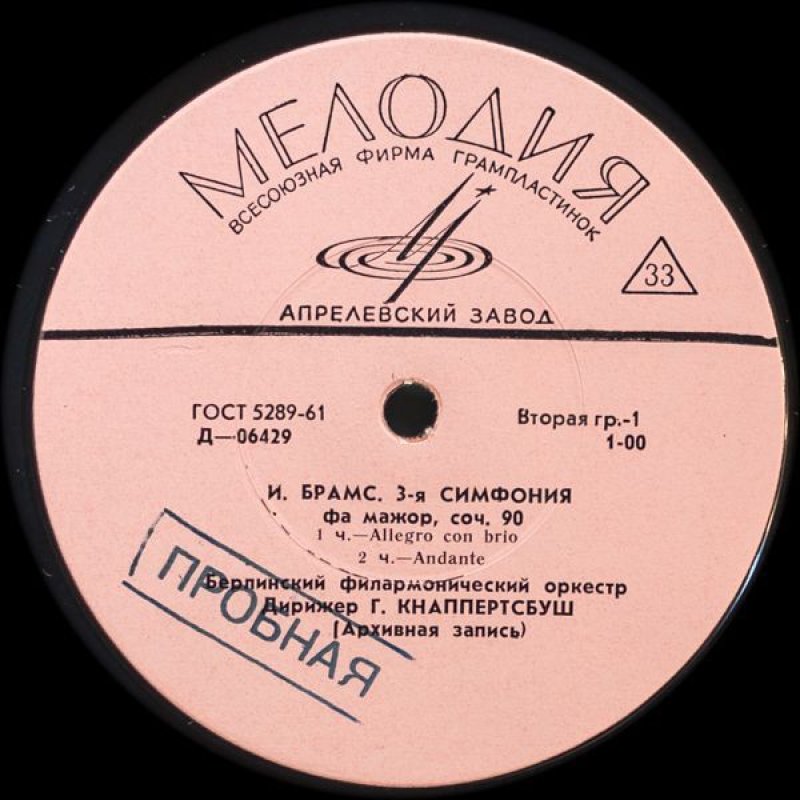 МЕЛОДИЯ
ВСЕСОЮЗНАЯ ФИРМА ГРАМПЛАСТИНОК
33
АПРЕЛЕВСКИЙ ЗАВОД
ГОСТ 5289-61
Вторая гр.-1
Д—06429
1-00
И. БРАМС. 3-я СИМФОНИЯ
фа мажор, соч. 90
1 ч.—Allegro con brio
2 ч.—Andante
Берлинский филармонический оркестр
Дирижер Г. КНАППЕРТСБУШ
(Архивная запись)
ПРОБНАЯ